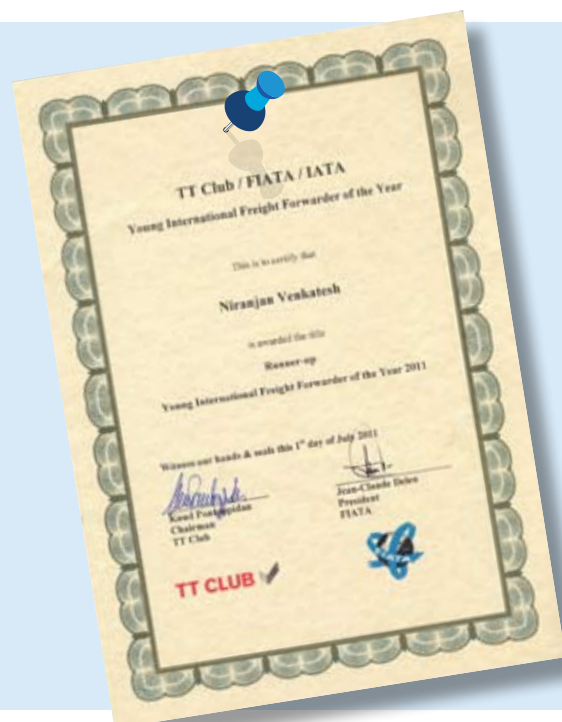 TT Club / FIATA / IATA
Young International Freight Forwarder of the Year
This is to certify that
Niranjan Venkatesh
is awarded the title
Runner-up
Young International Freight Forwarder of the Year 2011
Witness our hands & seals this 1st day of July 2011
Knud Pontoppidan
Chairman
TT Club
Jean-Claude Delen
President
FIATA
TT CLUB